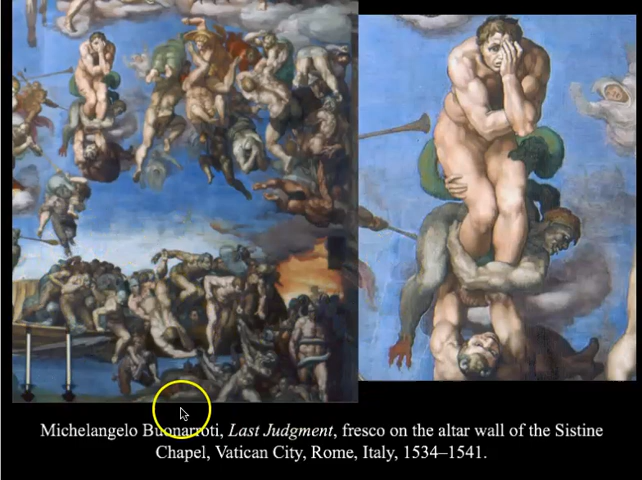 Michelangelo Buonarroti, Last Judgment, fresco on the altar wall of the Sistine
Chapel, Vatican City, Rome, Italy, 1534–1541.